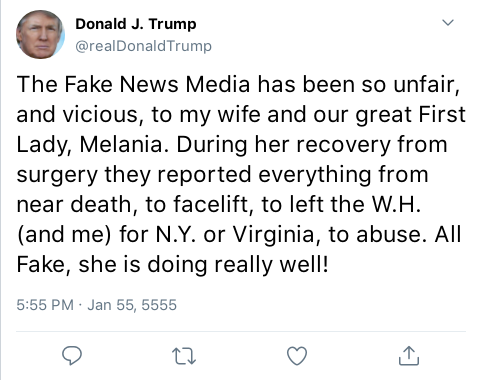 Donald J. Trump
@realDonaldTrump
The Fake News Media has been so unfair,
and vicious, to my wife and our great First
Lady, Melania. During her recovery from
surgery they reported everything from
near death, to facelift, to left the W.H.
(and me) for N.Y. or Virginia, to abuse. All
Fake, she is doing really well!
5:55 PM · Jan 55, 5555